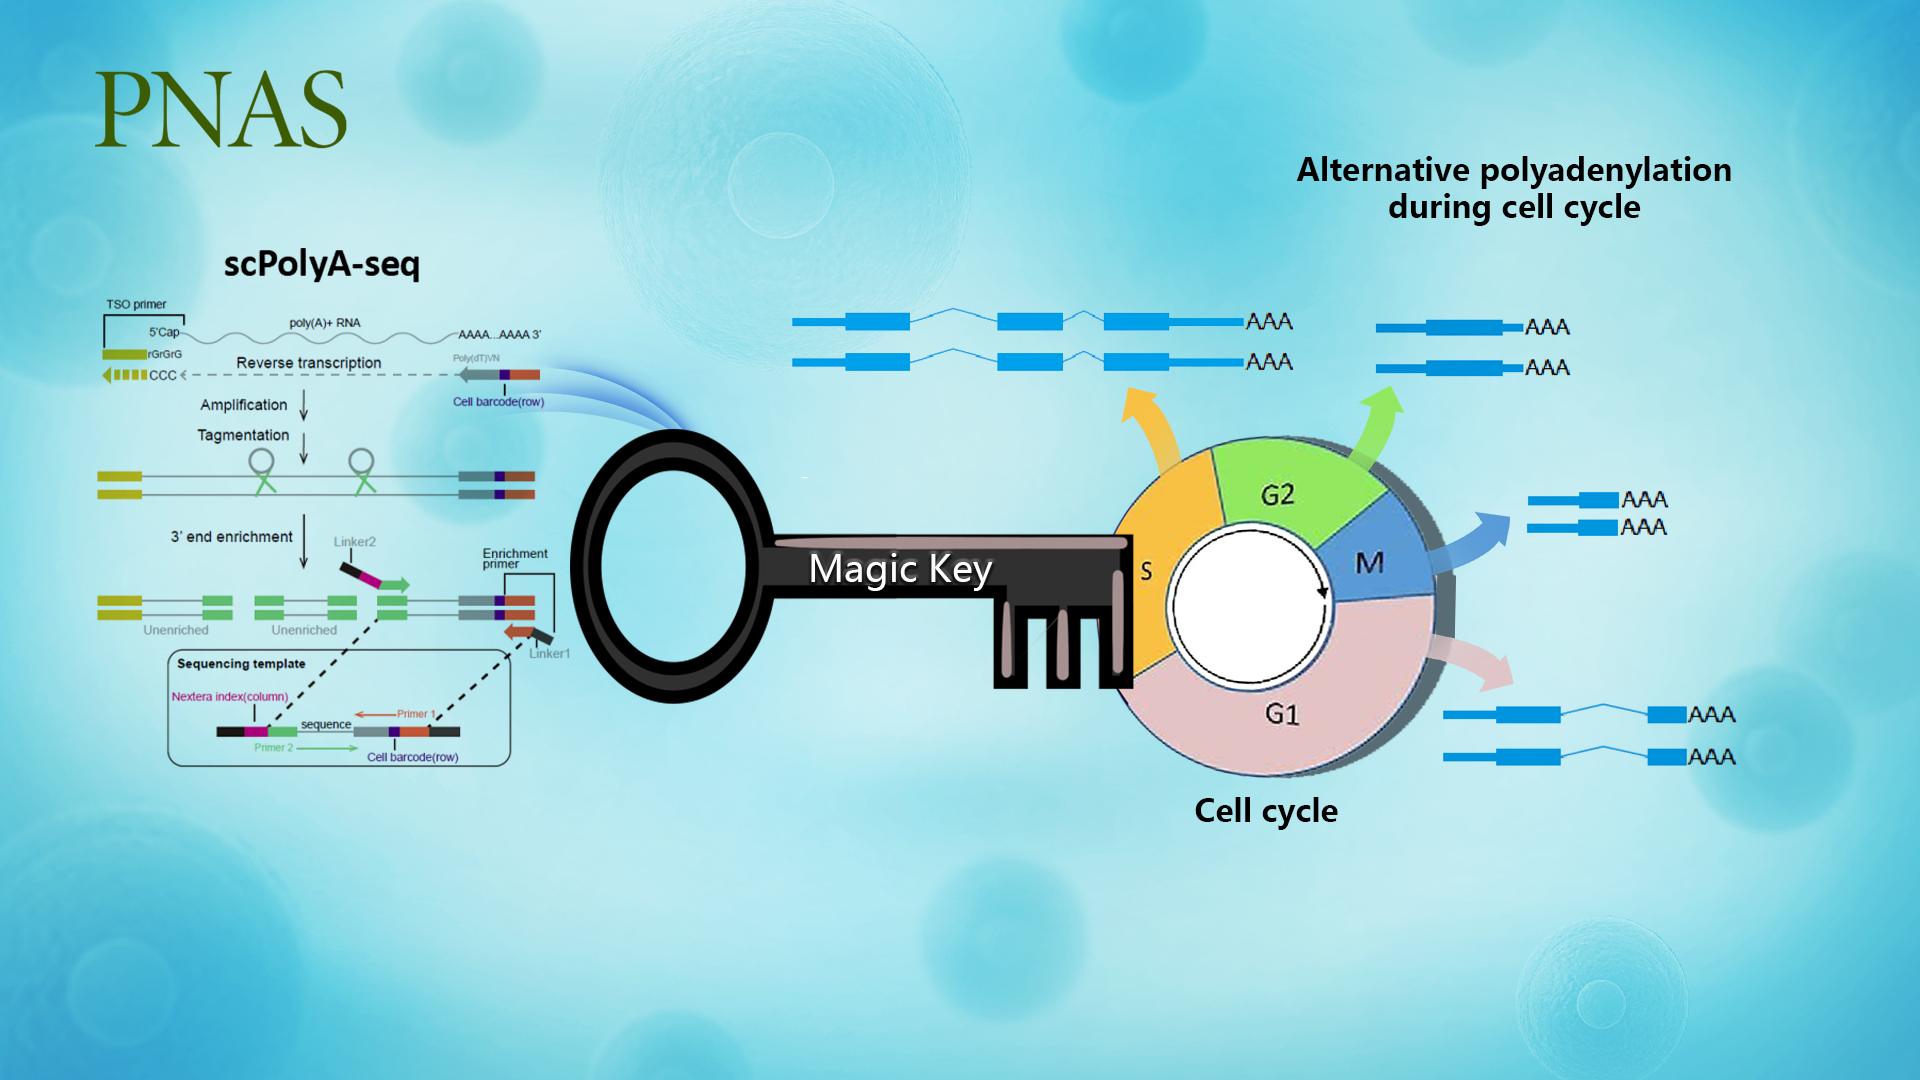 PNAS
scPolyA-seq
TSO primer
5'Cap
poly(A)+ RNA
AAAA...AAAA 3'
rGrGrG
Reverse transcription
Poly(dT)VN
CCC
Cell barcode(row)
Amplification
Tagmentation
3' end enrichment
Linker2
Enrichment
primer
Unenriched
Unenriched
Linker1
Sequencing template
Nextera index(column)
sequence
Primer 1
Primer 2
Cell barcode(row)
Magic Key
Alternative polyadenylation
during cell cycle
AAA
AAA
AAA
AAA
G2
AAA
AAA
M
S
G1
AAA
AAA
Cell cycle